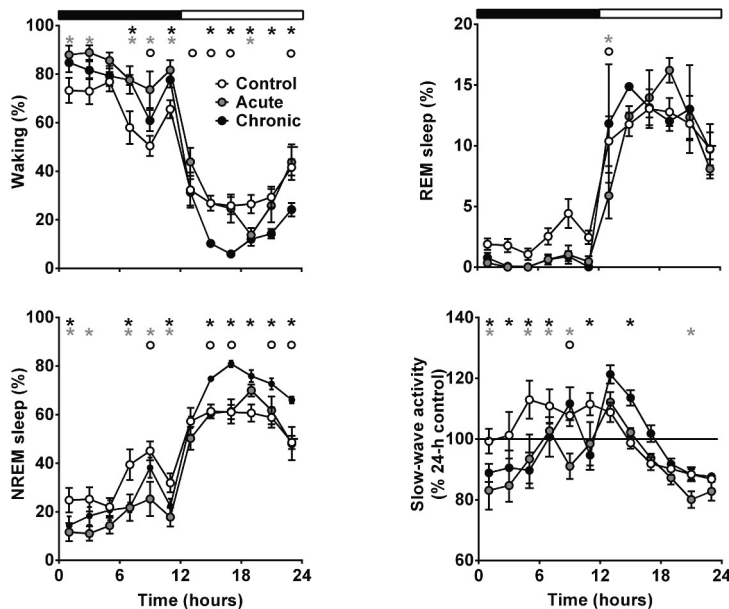 Waking (%)
100
80
60
40
20
0
Control
Acute
Chronic
REM sleep (%)
20
15
10
5
0
NREM sleep (%)
100
80
60
40
20
0
0 6 12 18 24
Time (hours)
Slow-wave activity
(% 24-h control)
140
120
100
80
60
0 6 12 18 24
Time (hours)